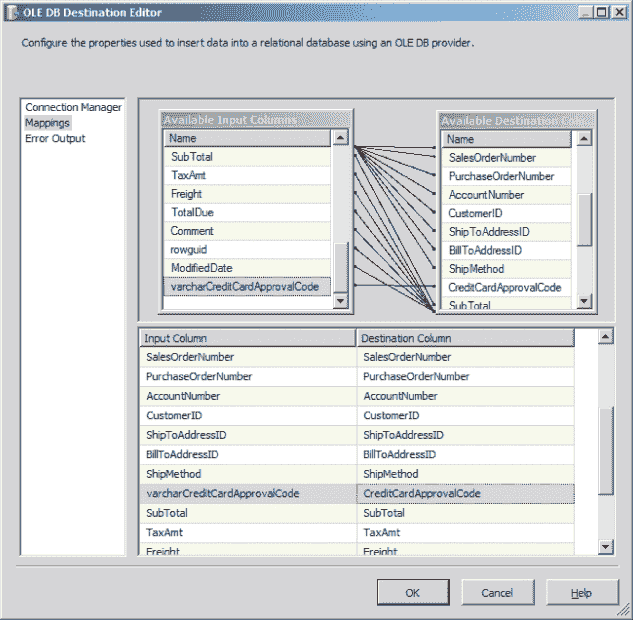 OLE DB Destination Editor
Configure the properties used to insert data into a relational database using an OLE DB provider.
Connection Manager
Mappings
Error Output
Available Input Columns
Name
SubTotal
TaxAmt
Freight
TotalDue
Comment
rowguid
ModifiedDate
varcharCreditCardApprovalCode
Available Destination Col...
Name
SalesOrderNumber
PurchaseOrderNumber
AccountNumber
CustomerID
ShipToAddressID
BillToAddressID
ShipMethod
CreditCardApprovalCode
SubTotal
Input Column Destination Column
SalesOrderNumber SalesOrderNumber
PurchaseOrderNumber PurchaseOrderNumber
AccountNumber AccountNumber
CustomerID CustomerID
ShipToAddressID ShipToAddressID
BillToAddressID BillToAddressID
ShipMethod ShipMethod
varcharCreditCardApprovalCode CreditCardApprovalCode
SubTotal SubTotal
TaxAmt TaxAmt
Freight Freight
OK Cancel Help